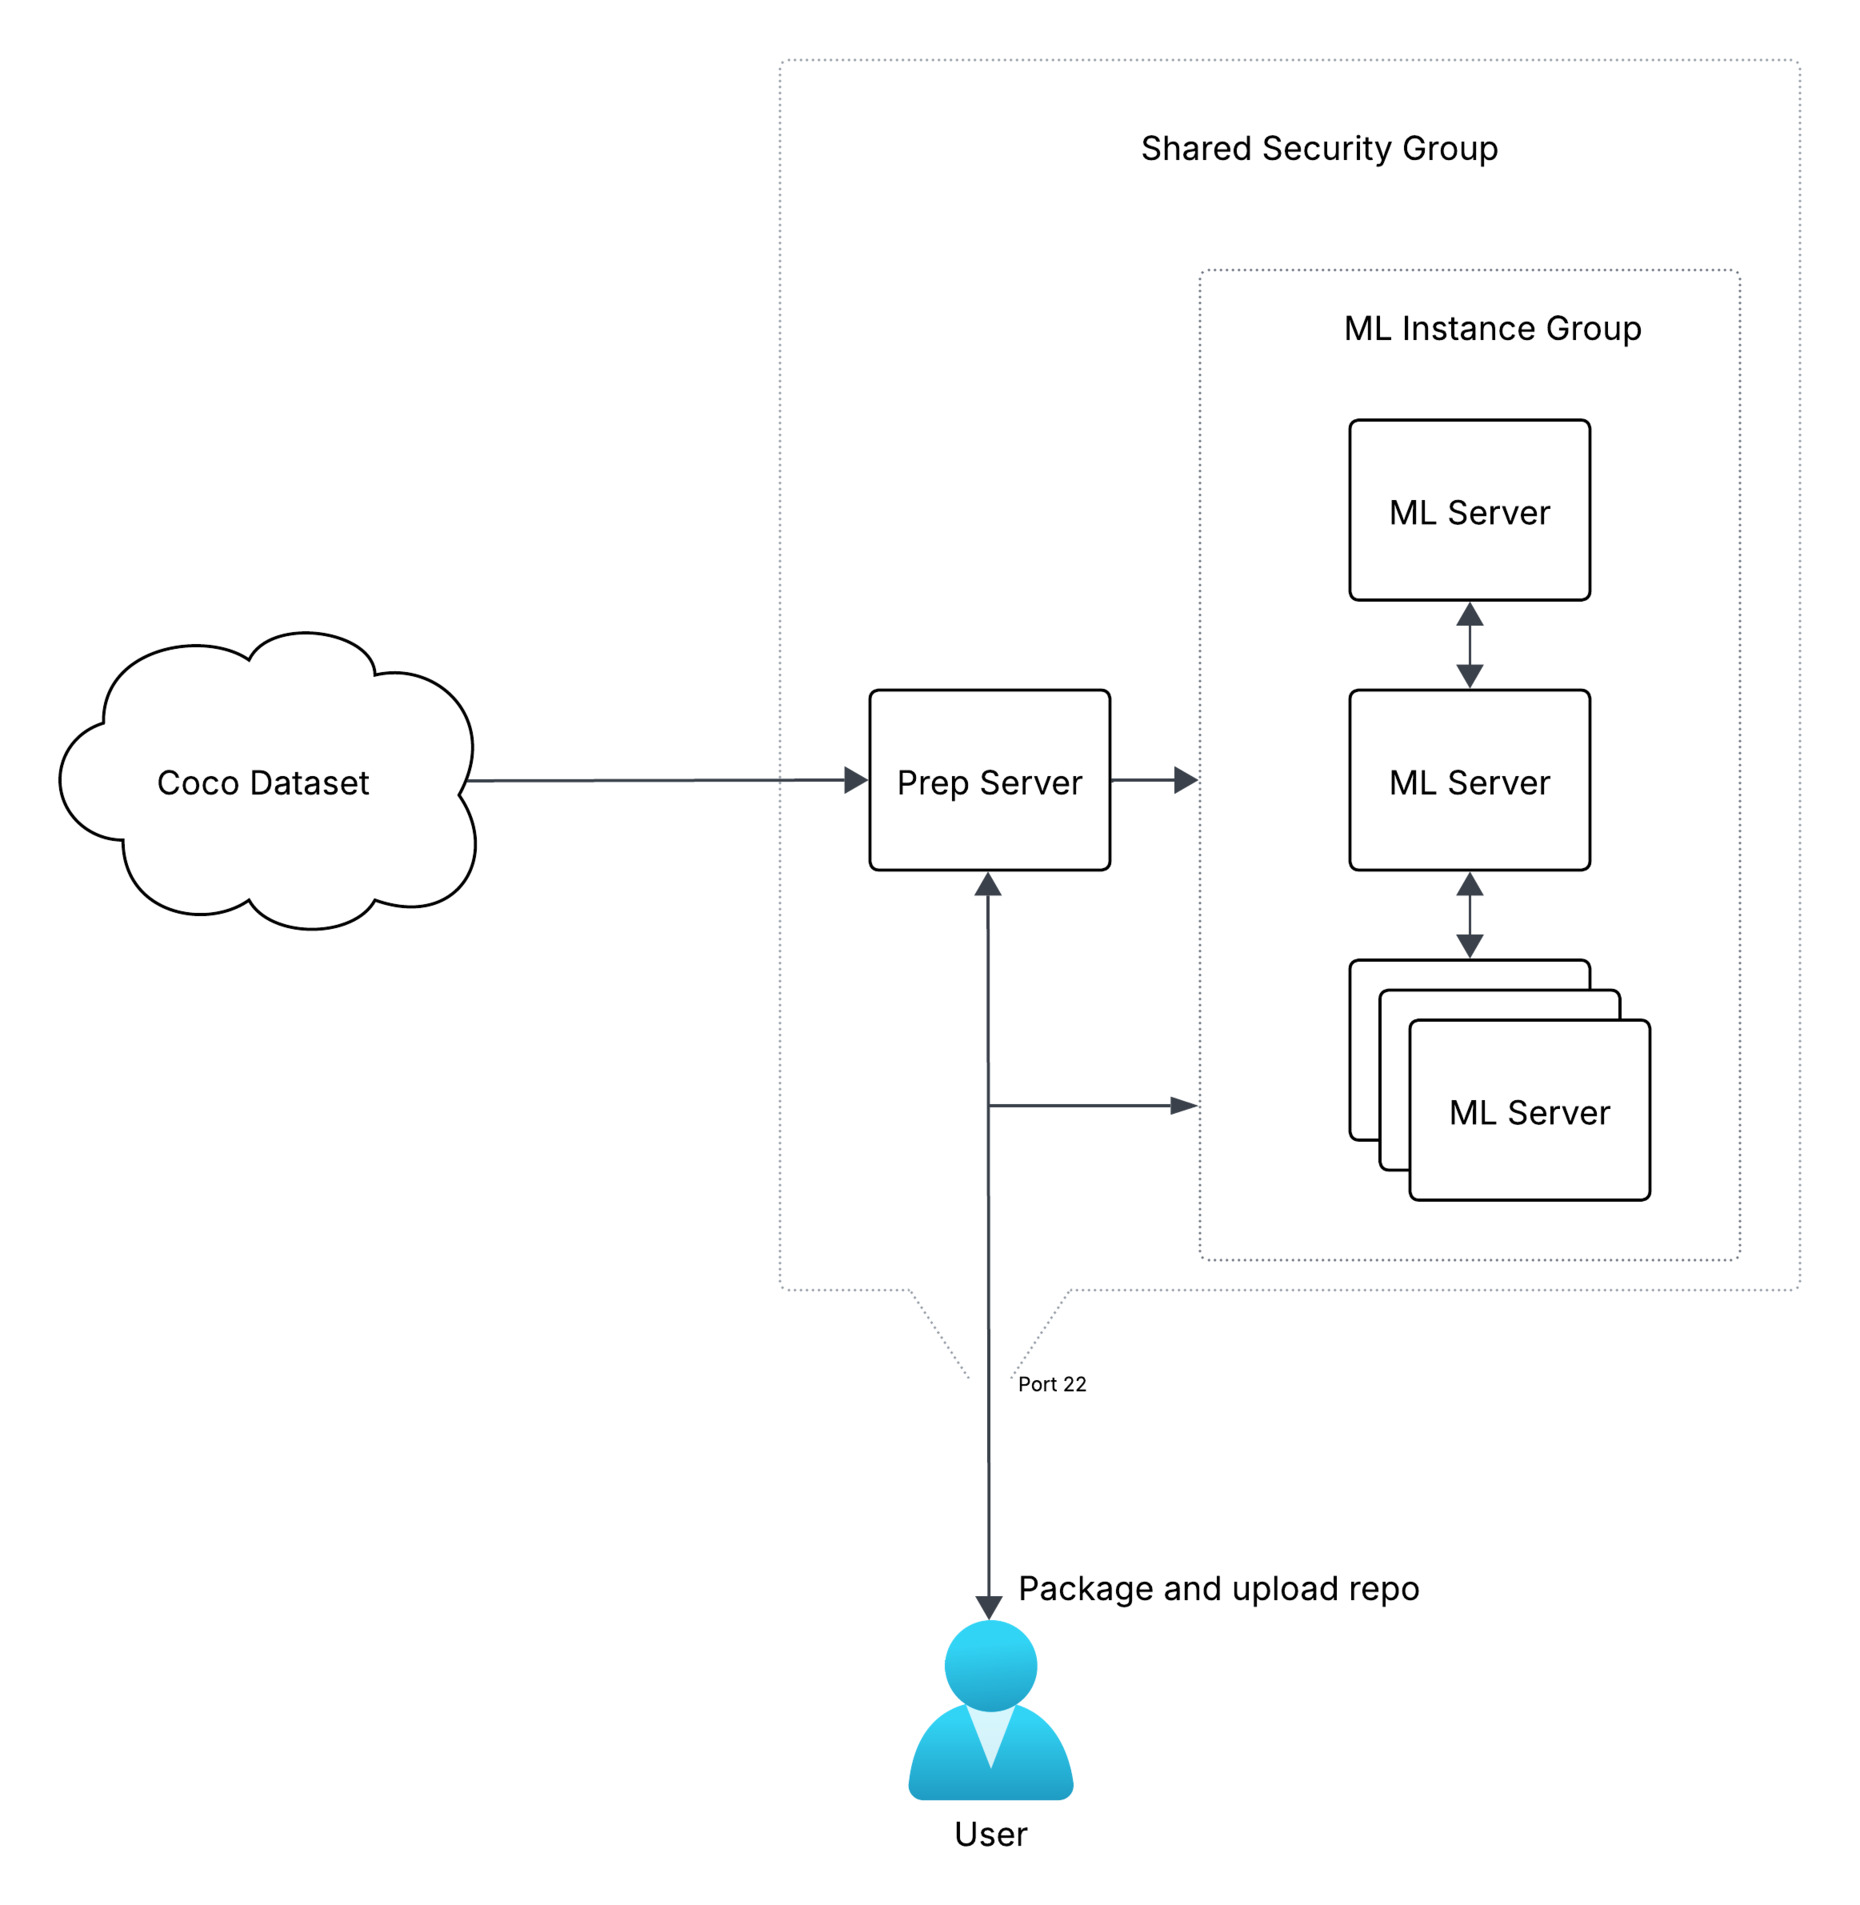 Shared Security Group
ML Instance Group
ML Server
Coco Dataset
Prep Server
ML Server
ML Server
Port 22
Package and upload repo
User